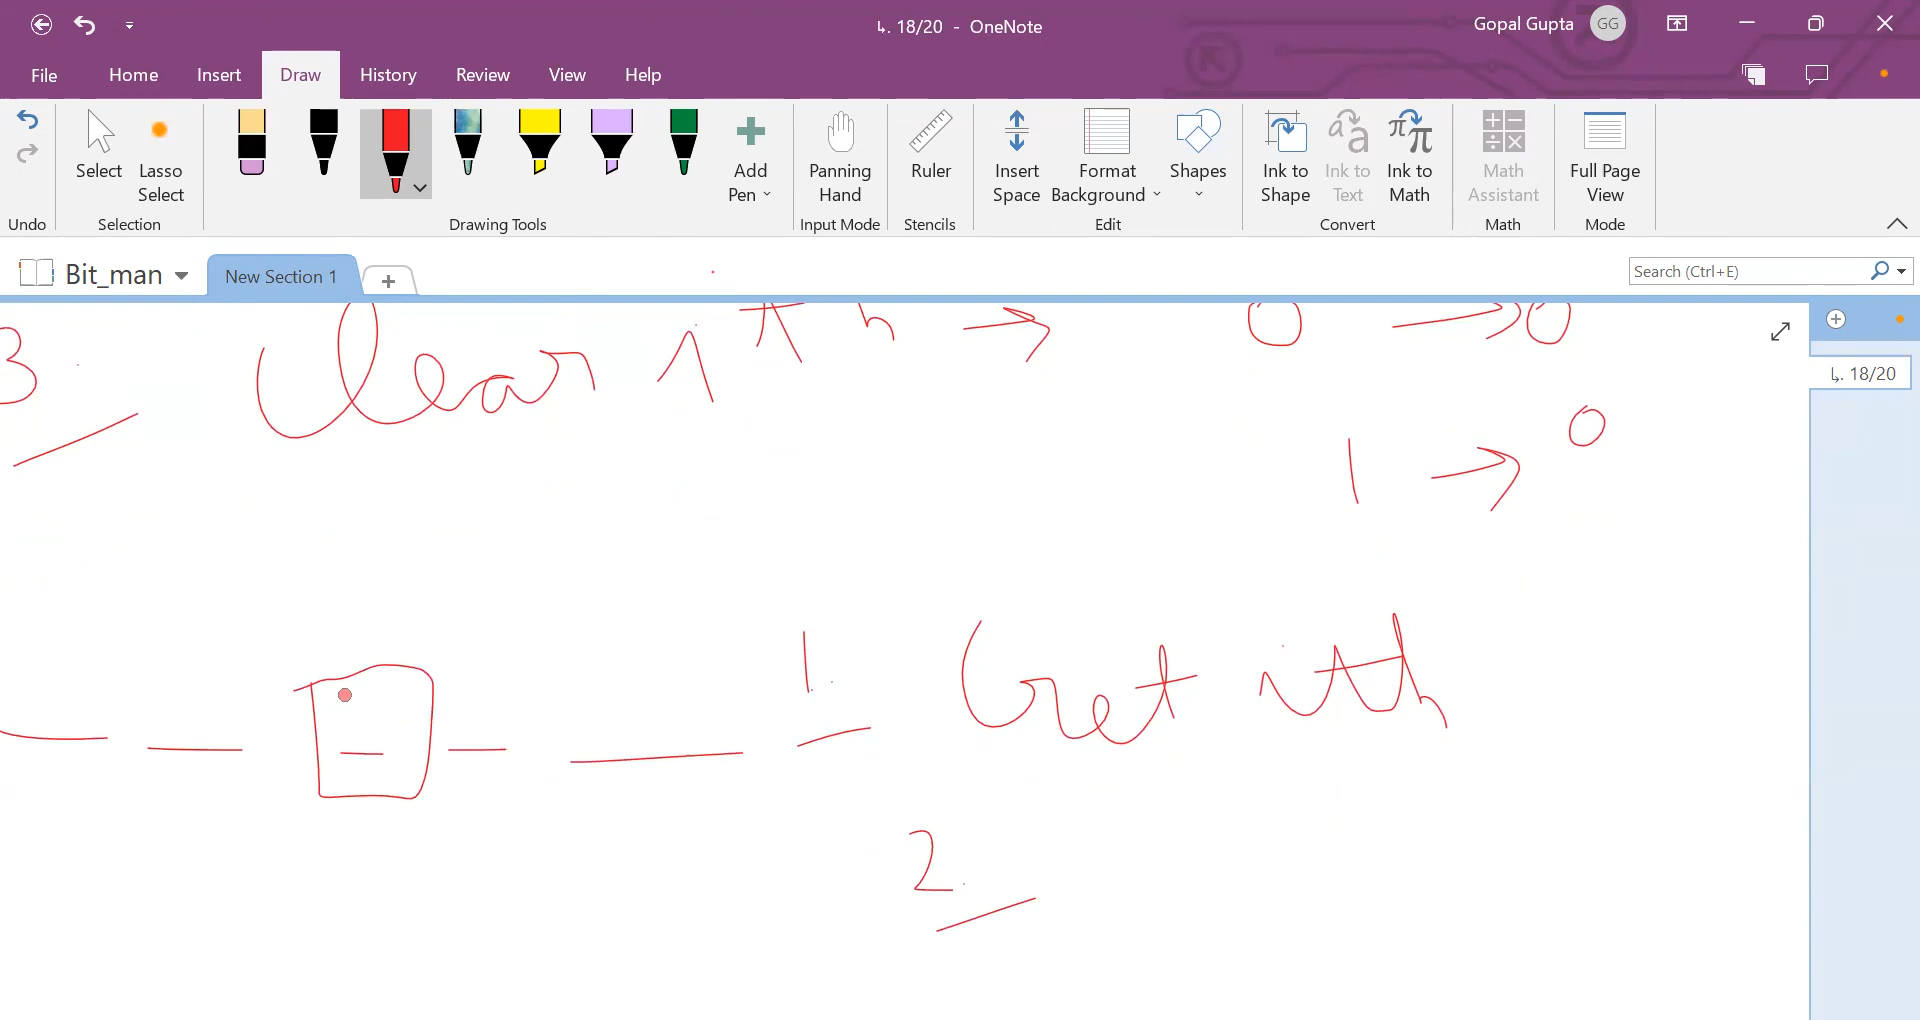 ↳. 18/20 - OneNote
Gopal Gupta GG
File Home Insert Draw History Review View Help
Select
Lasso Select
Add Pen
Panning Hand
Ruler
Insert Space
Format Background
Shapes
Ink to Shape
Ink to Text
Ink to Math
Math Assistant
Full Page View
Undo Selection Drawing Tools Input Mode Stencils Edit Convert Math Mode
Bit_man New Section 1 +
Search (Ctrl+E)
↳. 18/20
3. Clear ith → 0 → 0
1 → 0
1. Get ith
2.